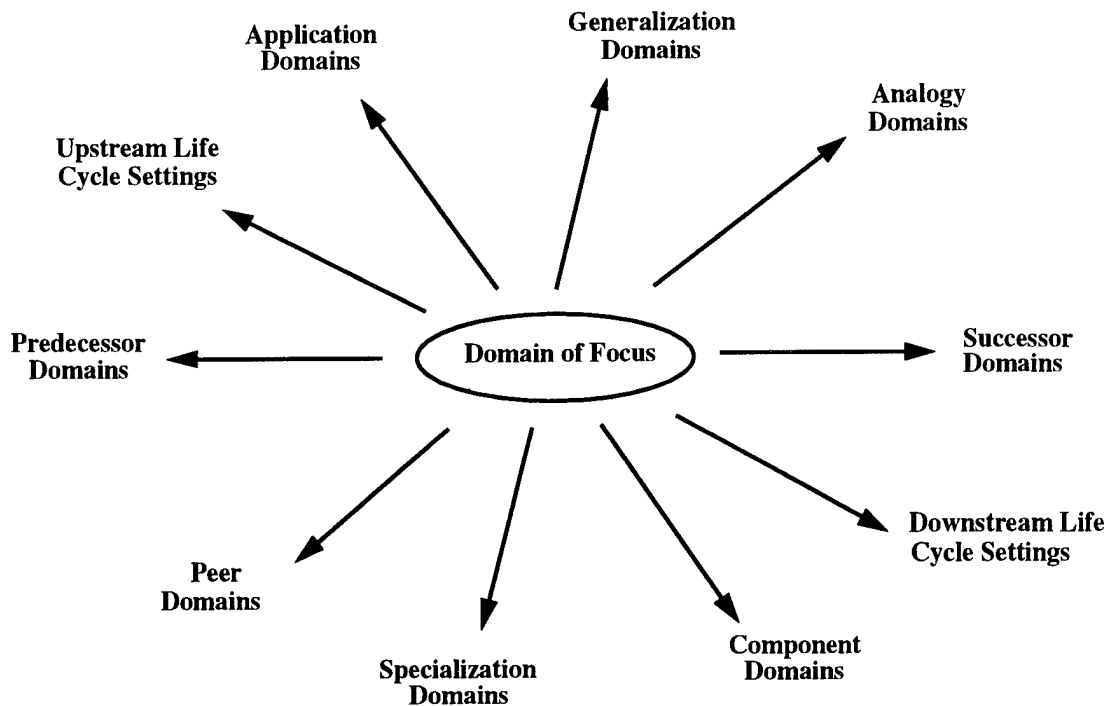 Application
Domains
Generalization
Domains
Analogy
Domains
Upstream Life
Cycle Settings
Predecessor
Domains
Domain of Focus
Successor
Domains
Downstream Life
Cycle Settings
Peer
Domains
Specialization
Domains
Component
Domains